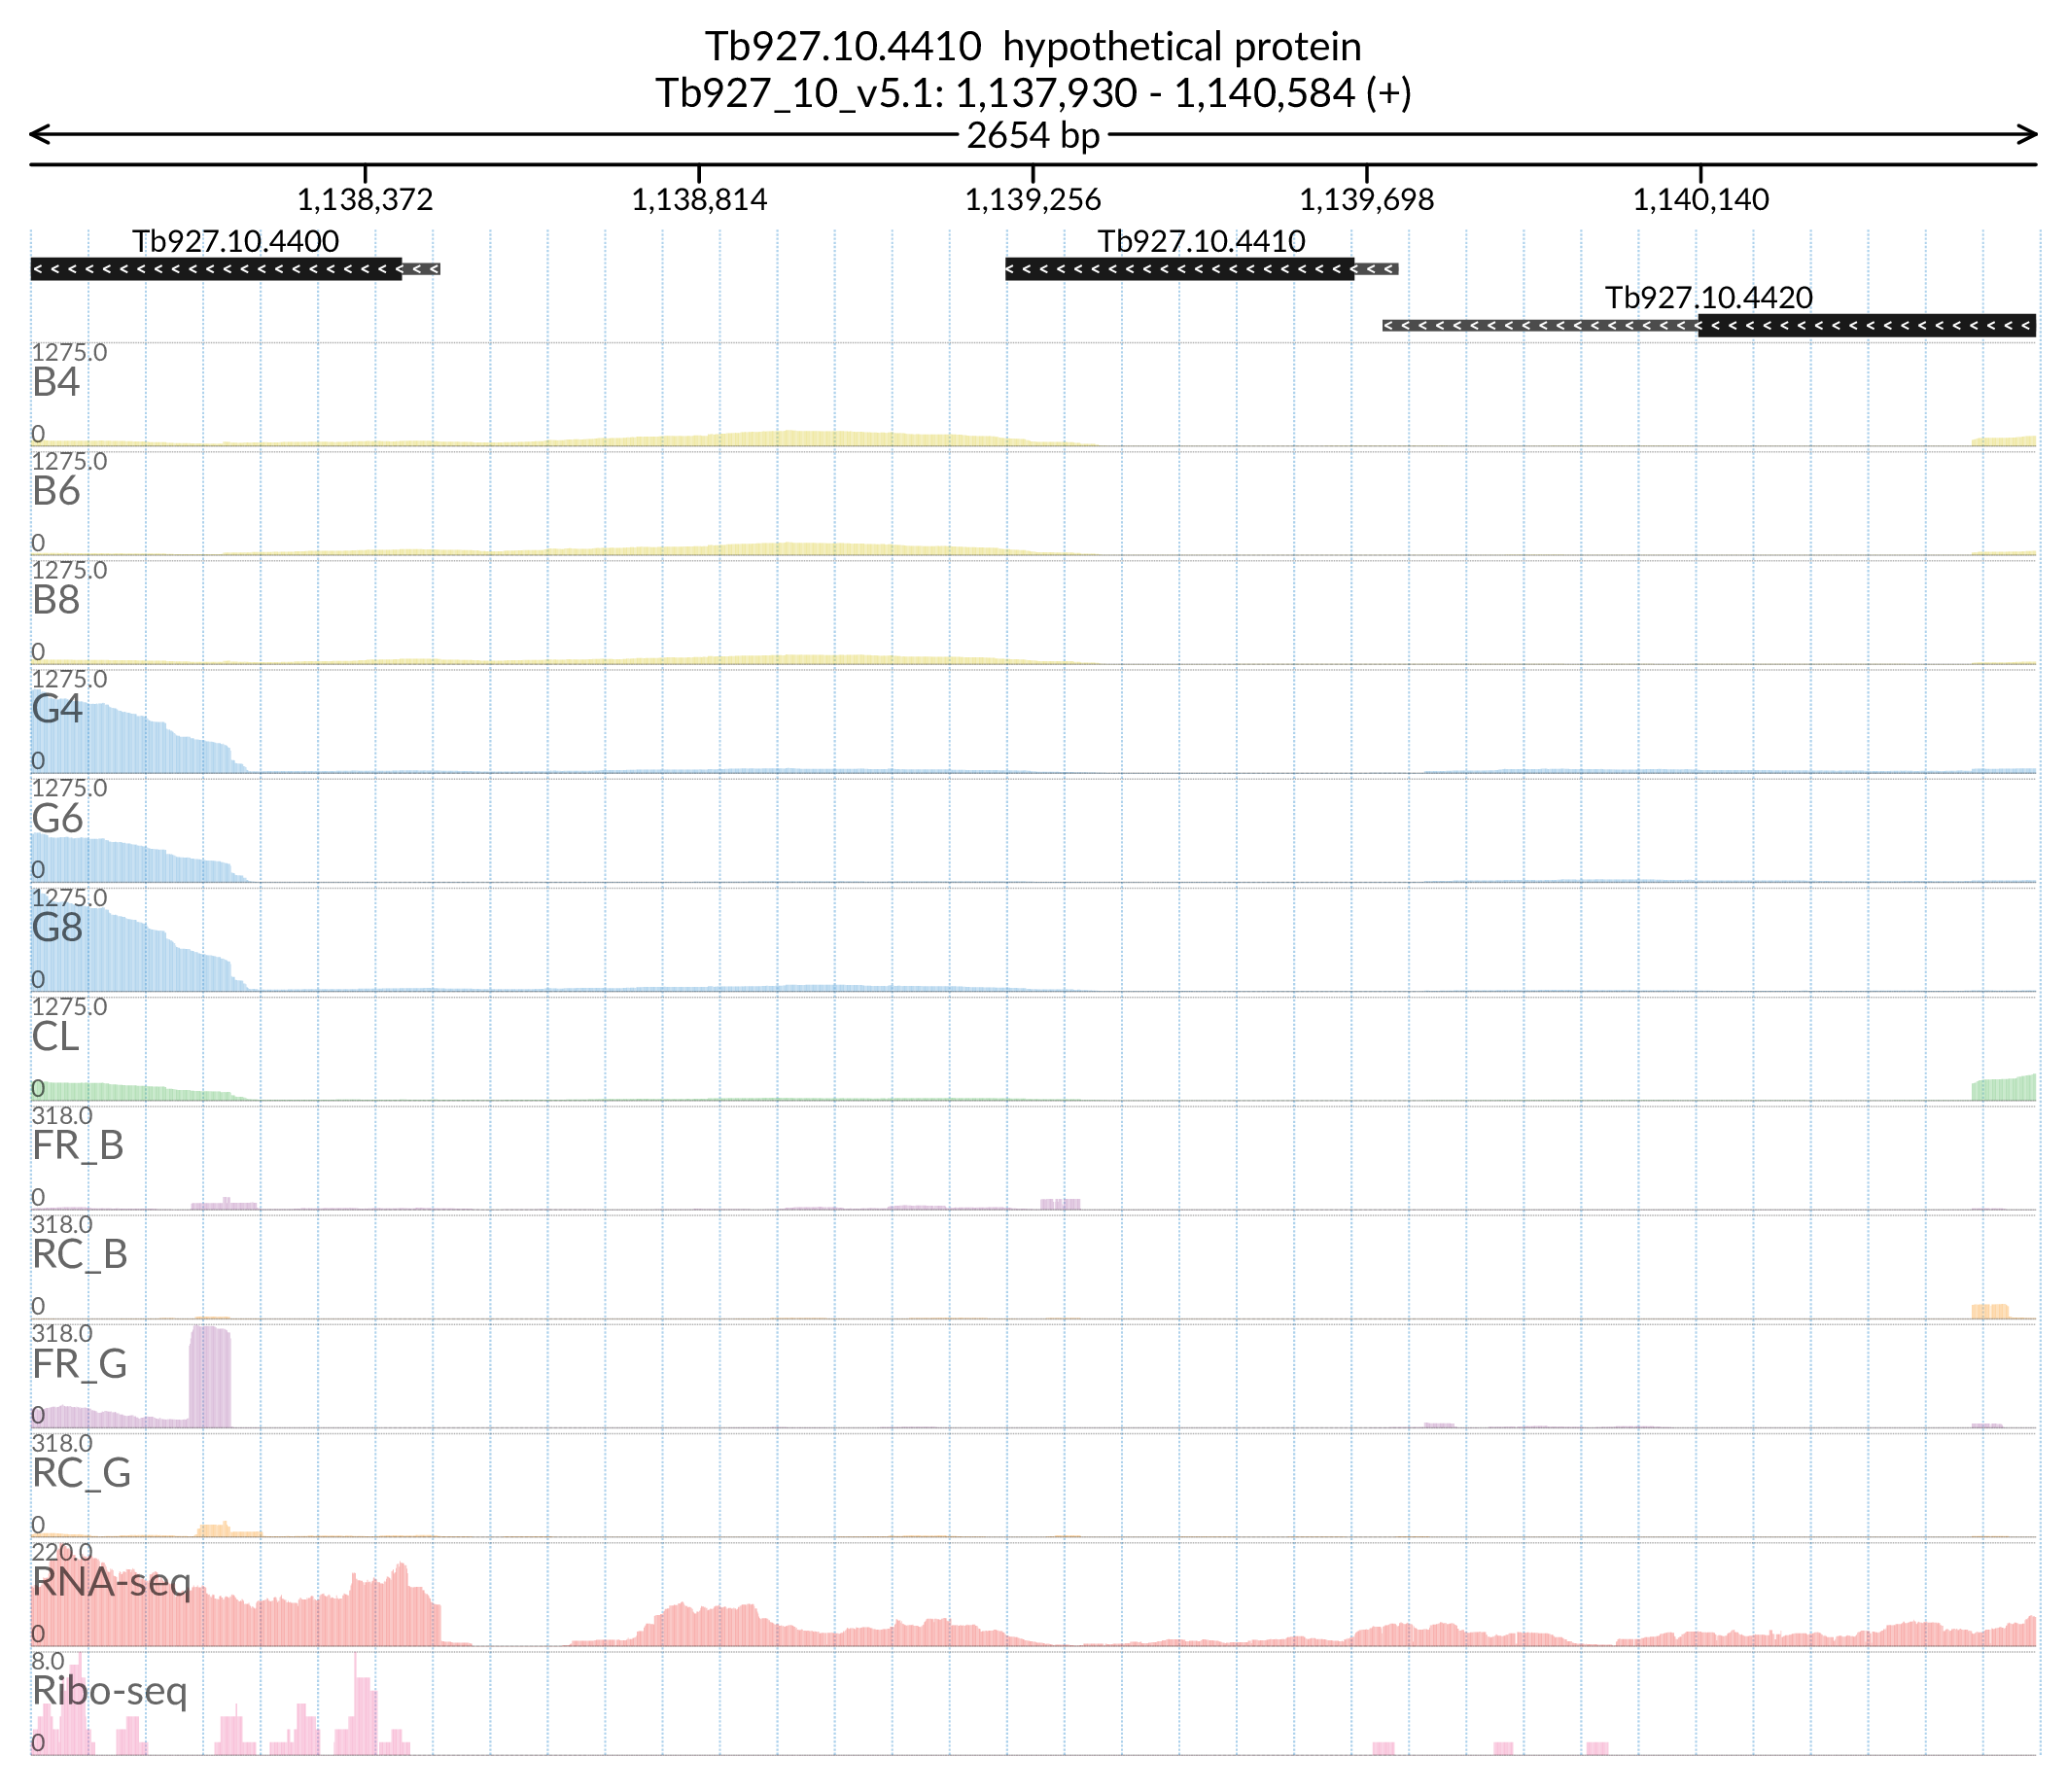 Tb927.10.4410 hypothetical protein
Tb927_10_v5.1: 1,137,930 - 1,140,584 (+)
2654 bp
1,138,372 1,138,814 1,139,256 1,139,698 1,140,140
Tb927.10.4400 Tb927.10.4410
Tb927.10.4420
1275.0
B4
0
1275.0
B6
0
1275.0
B8
0
1275.0
G4
0
1275.0
G6
0
1275.0
G8
0
1275.0
CL
0
318.0
FR_B
0
318.0
RC_B
0
318.0
FR_G
0
318.0
RC_G
0
220.0
RNA-seq
0
8.0
Ribo-seq
0